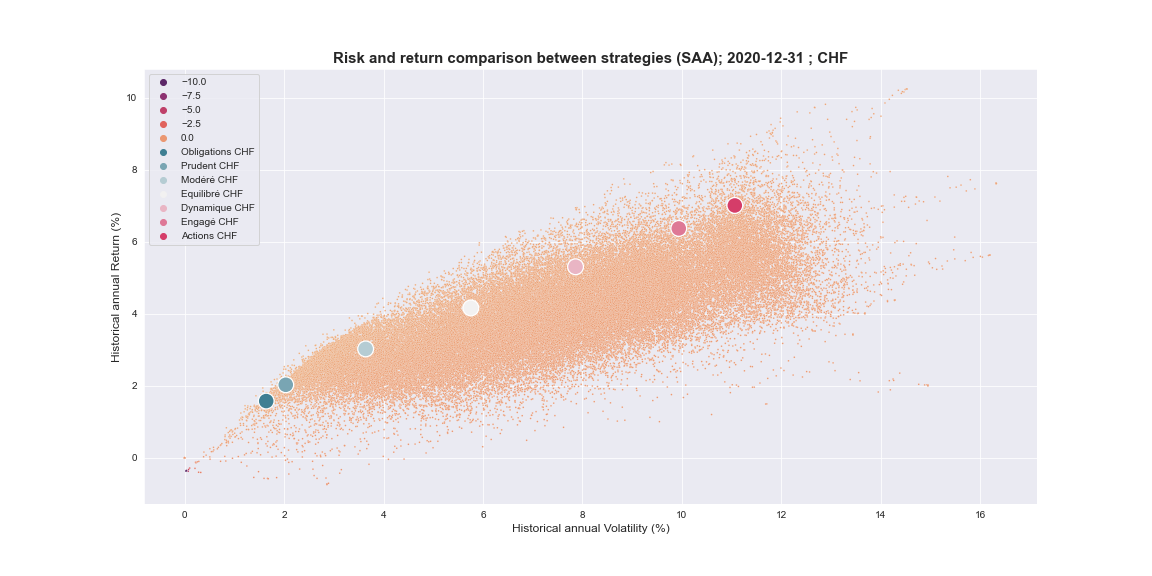 Risk and return comparison between strategies (SAA); 2020-12-31 ; CHF
−10.0
−7.5
−5.0
−2.5
0.0
Obligations CHF
Prudent CHF
Modéré CHF
Equilibré CHF
Dynamique CHF
Engagé CHF
Actions CHF
Historical annual Return (%)
10
8
6
4
2
0
0 2 4 6 8 10 12 14 16
Historical annual Volatility (%)